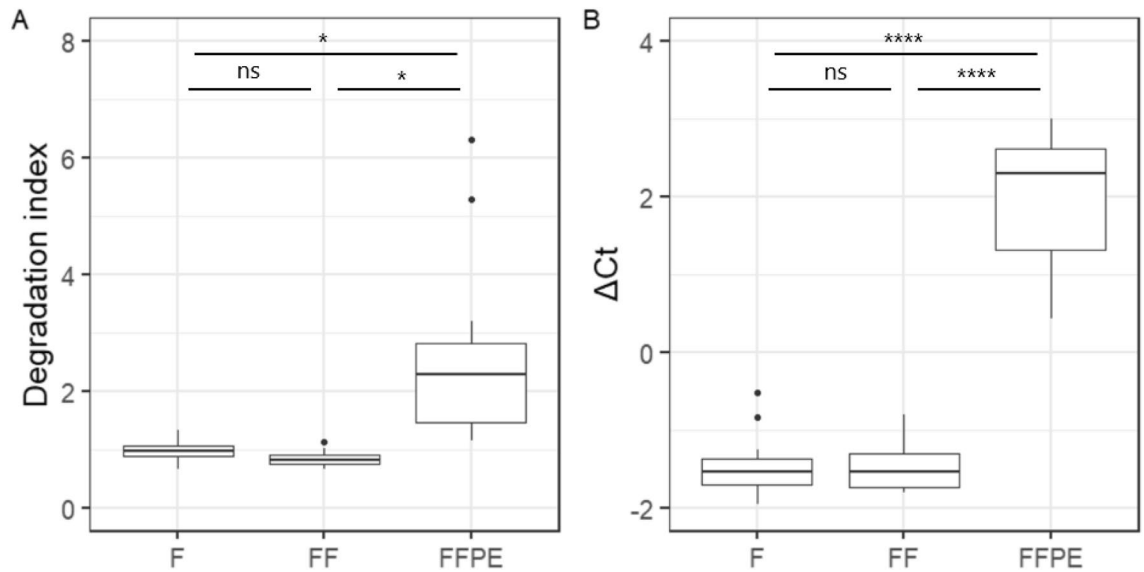 A
Degradation index
8
6
4
2
0
*
ns
*
F FF FFPE
B
ΔCt
4
2
0
-2
****
ns
****
F FF FFPE